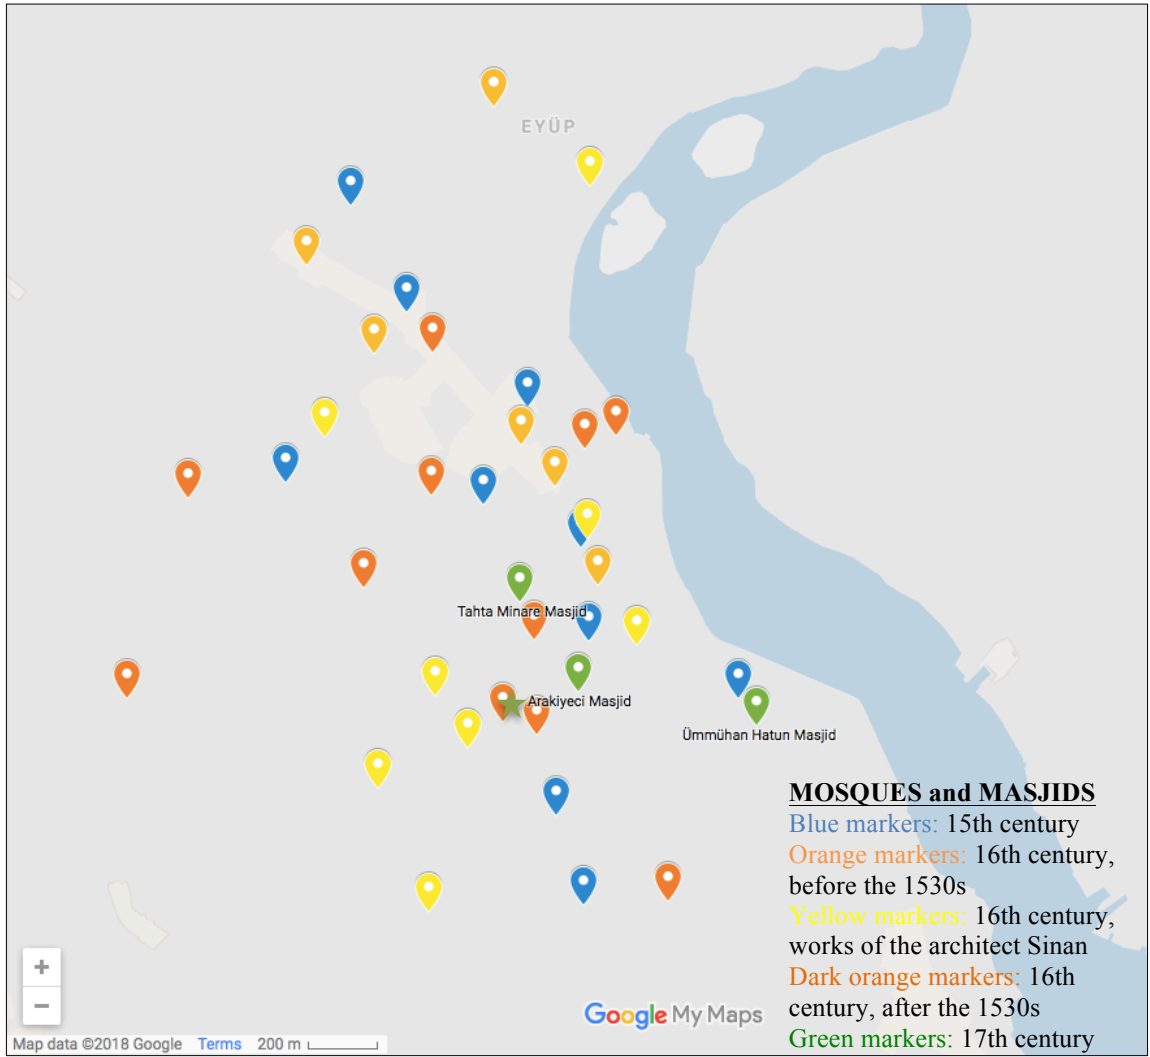 EYÜP
Tahta Minare Masjid
Arakiyeci Masjid
Ümmühan Hatun Masjid
MOSQUES and MASJIDS
Blue markers: 15th century
Orange markers: 16th century,
before the 1530s
Yellow markers: 16th century,
works of the architect Sinan
Dark orange markers: 16th
century, after the 1530s
Green markers: 17th century
+
−
Google My Maps
Map data ©2018 Google Terms 200 m